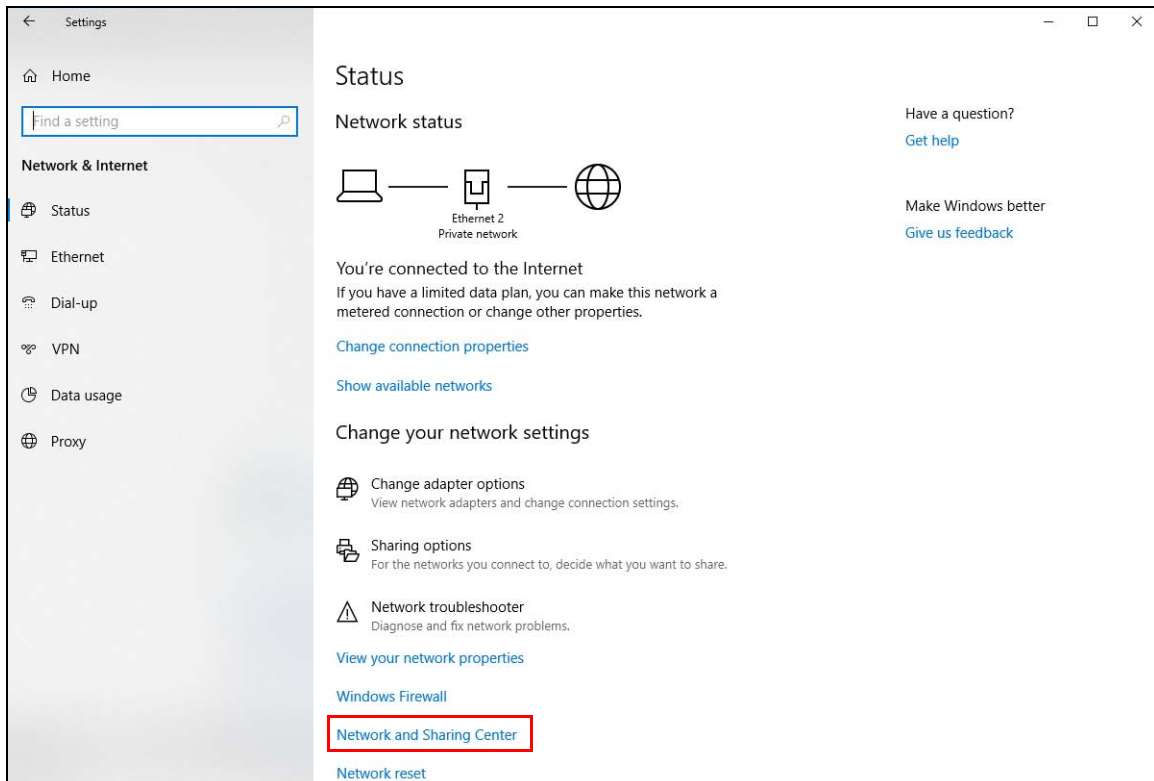 Settings
Home
Find a setting
Network & Internet
Status
Ethernet
Dial-up
VPN
Data usage
Proxy
Status
Network status
Ethernet 2
Private network
You're connected to the Internet
If you have a limited data plan, you can make this network a
metered connection or change other properties.
Change connection properties
Show available networks
Change your network settings
Change adapter options
View network adapters and change connection settings.
Sharing options
For the networks you connect to, decide what you want to share.
Network troubleshooter
Diagnose and fix network problems.
View your network properties
Windows Firewall
Network and Sharing Center
Network reset
Have a question?
Get help
Make Windows better
Give us feedback